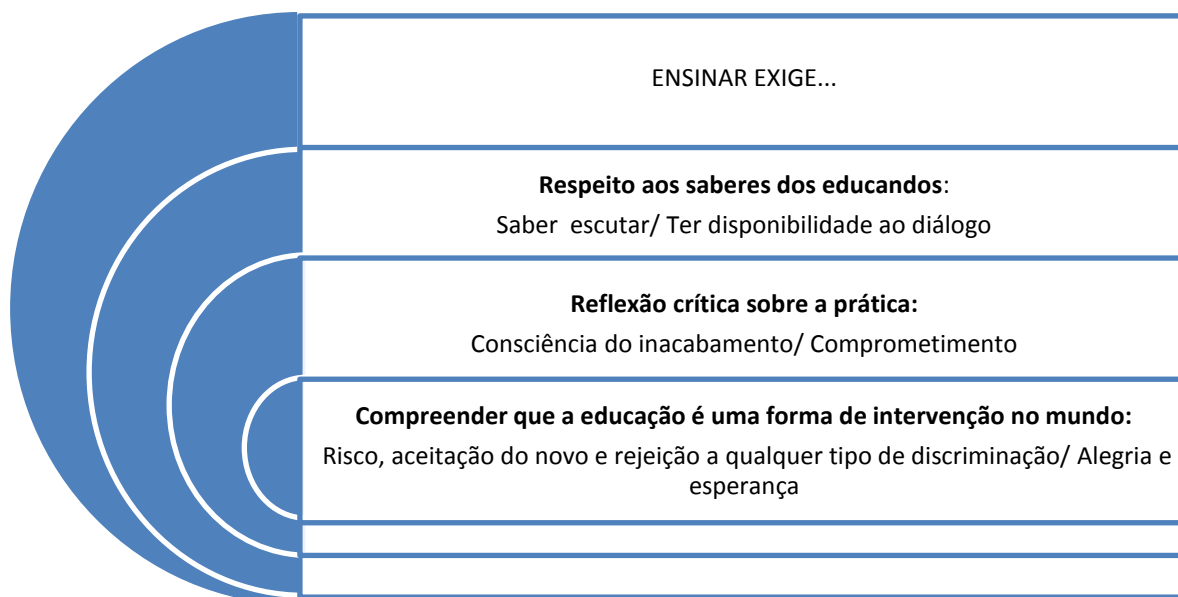 ENSINAR EXIGE...
Respeito aos saberes dos educandos:
Saber escutar/ Ter disponibilidade ao diálogo
Reflexão crítica sobre a prática:
Consciência do inacabamento/ Comprometimento
Compreender que a educação é uma forma de intervenção no mundo:
Risco, aceitação do novo e rejeição a qualquer tipo de discriminação/ Alegria e
esperança